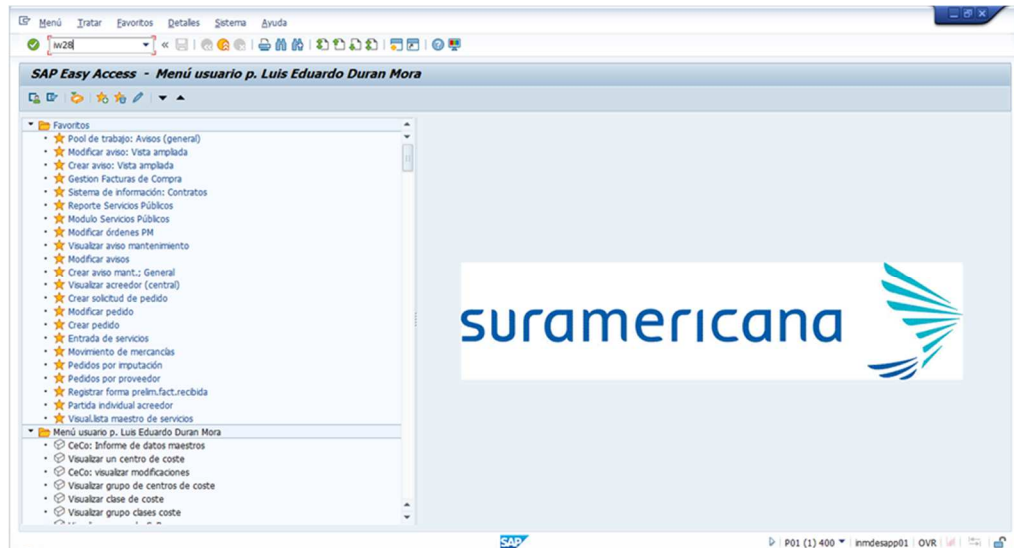 Menú Tratar Favoritos Detalles Sistema Ayuda
iw28
SAP Easy Access - Menú usuario p. Luis Eduardo Duran Mora
Favoritos
Pool de trabajo: Avisos (general)
Modificar aviso: Vista ampliada
Crear aviso: Vista ampliada
Gestion Facturas de Compra
Sistema de información: Contratos
Reporte Servicios Públicos
Modulo Servicios Públicos
Modificar órdenes PM
Visualizar aviso mantenimiento
Modificar avisos
Crear aviso mant.; General
Visualizar acreedor (central)
Crear solicitud de pedido
Modificar pedido
Crear pedido
Entrada de servicios
Movimiento de mercancías
Pedidos por imputación
Pedidos por proveedor
Registrar forma prelim.fact.recibida
Partida individual acreedor
Visual.lista maestro de servicios
Menú usuario p. Luis Eduardo Duran Mora
CeCo: Informe de datos maestros
Visualizar un centro de coste
CeCo: visualizar modificaciones
Visualizar grupo de centros de coste
Visualizar clase de coste
Visualizar grupo clases coste
suramericana
SAP
P01 (1) 400 inmdesapp01 OVR